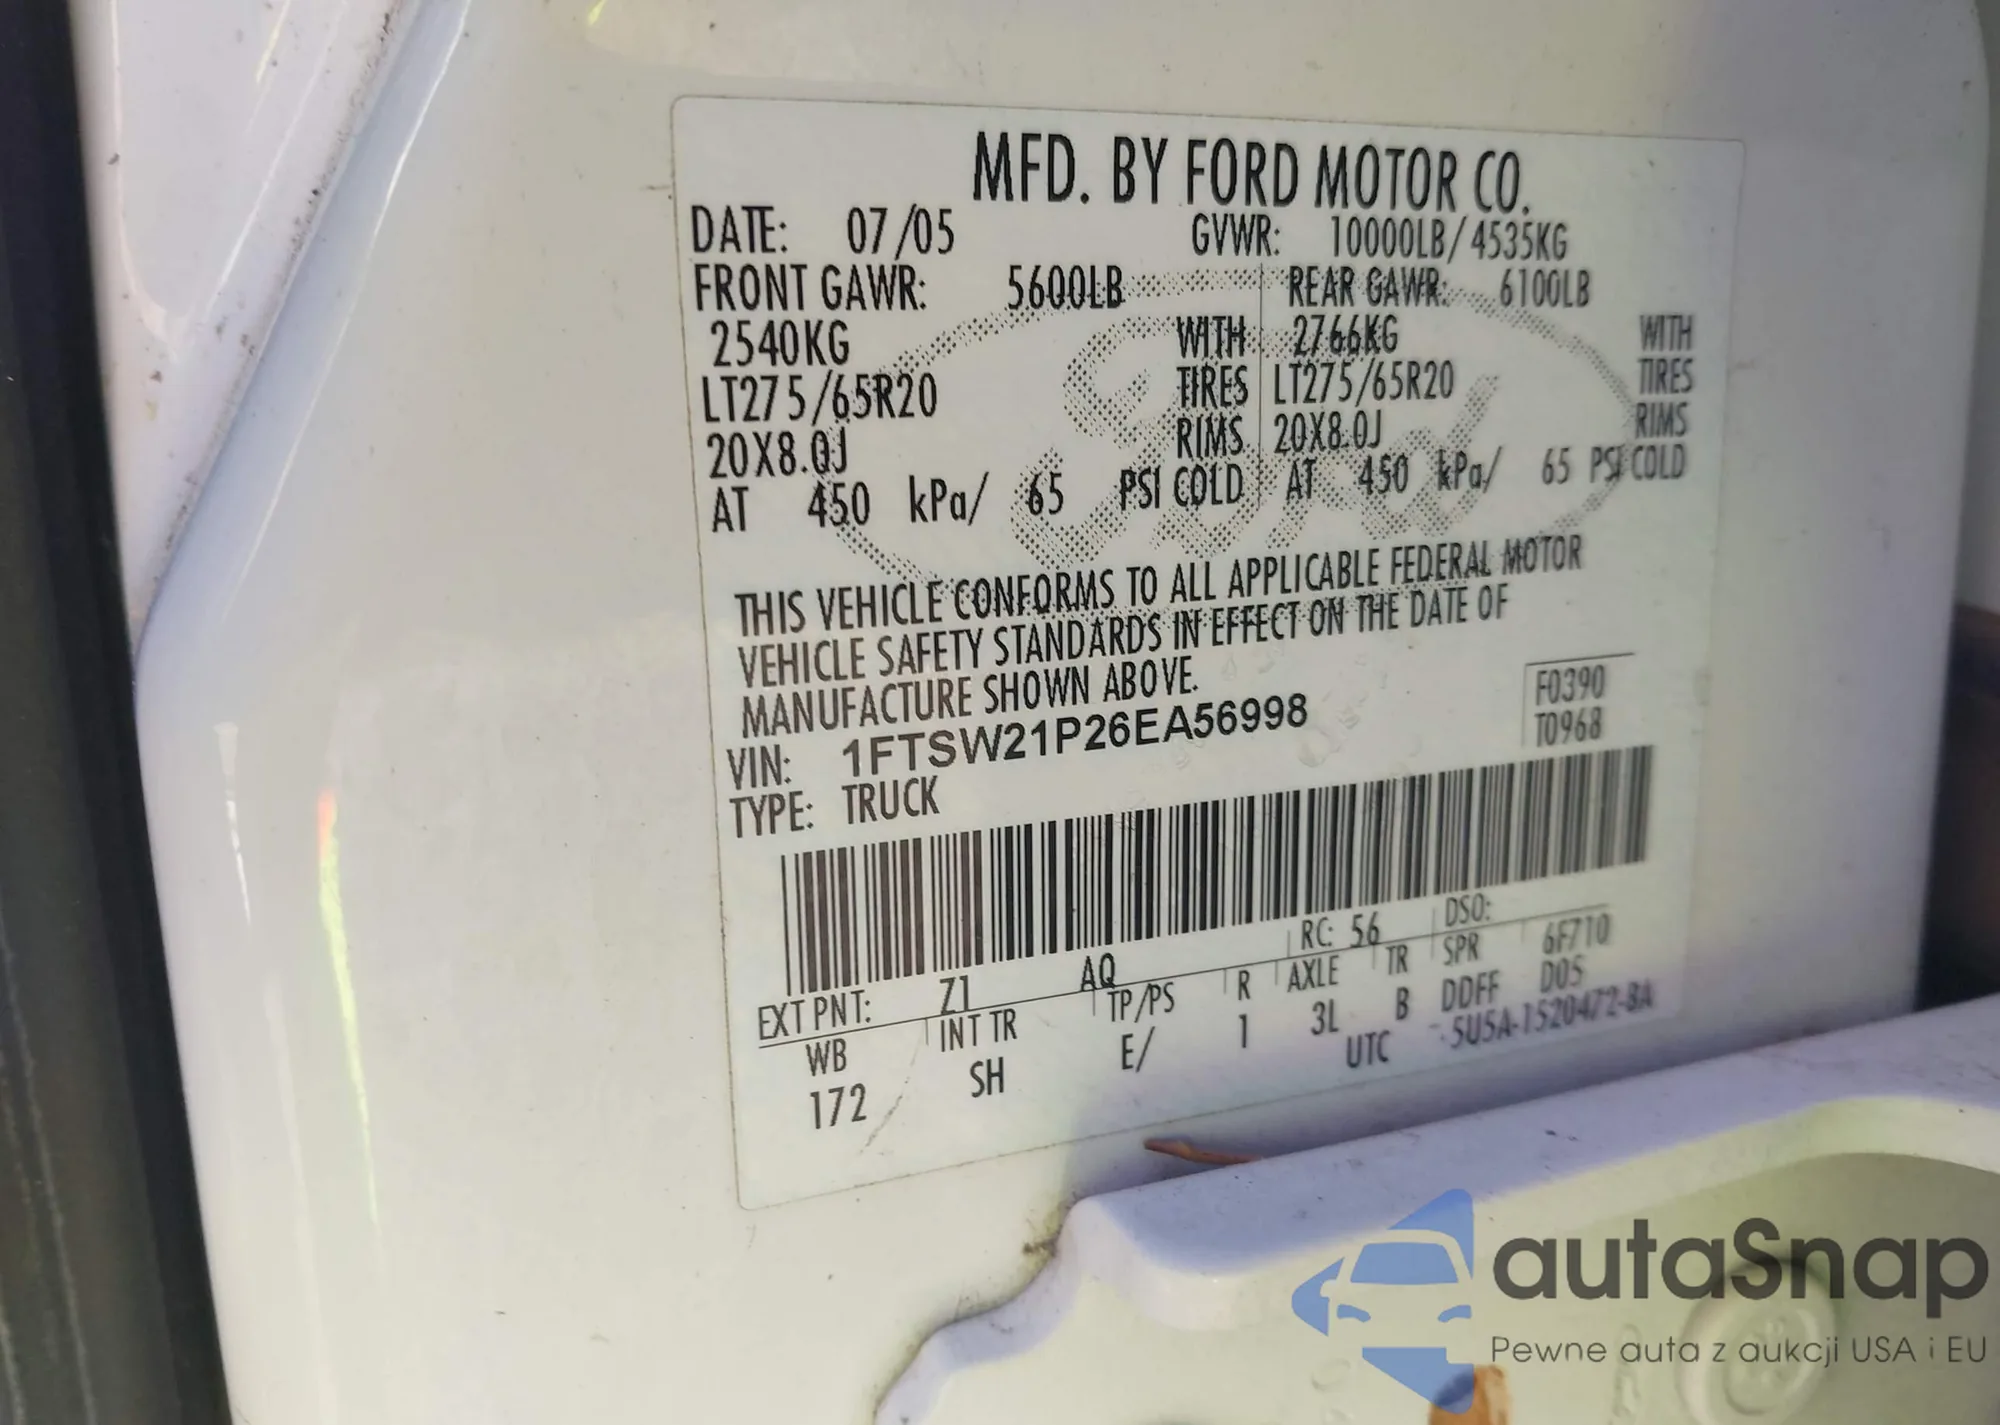 MFD. BY FORD MOTOR CO.
DATE: 07/05 GVWR: 10000LB/4535KG
FRONT GAWR: 5600LB REAR GAWR: 6100LB
2540KG WITH 2766KG WITH
LT275/65R20 TIRES LT275/65R20 TIRES
20X8.0J RIMS 20X8.0J RIMS
AT 450 kPa/ 65 PSI COLD AT 450 kPa/ 65 PSI COLD
Ford
THIS VEHICLE CONFORMS TO ALL APPLICABLE FEDERAL MOTOR
VEHICLE SAFETY STANDARDS IN EFFECT ON THE DATE OF
MANUFACTURE SHOWN ABOVE.
F0390
VIN: 1FTSW21P26EA56998
T0968
TYPE: TRUCK
RC: 56 DSO:
EXT PNT: Z1 AQ 6F710
WB INT TR TP/PS R AXLE TR SPR D05
172 SH E/ 1 3L B DDFF
UTC 5U5A-1520472-BA
autaSnap
Pewne auta z aukcji USA i EU